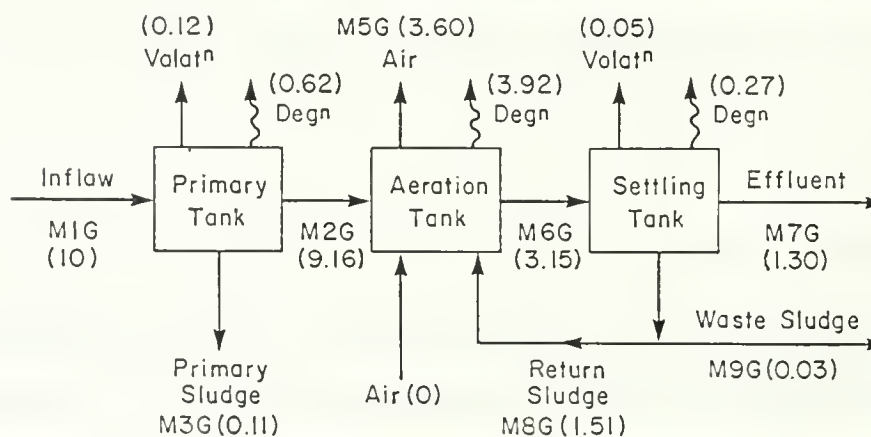 (0.12)
Valatⁿ
(0.62)
Degⁿ
M5G (3.60)
Air
(3.92)
Degⁿ
(0.05)
Volatⁿ
(0.27)
Degⁿ
Inflaw
M1G
(10)
Primary
Tank
M2G
(9.16)
Aeration
Tank
M6G
(3.15)
Settling
Tank
Effluent
M7G
(1.30)
Primary
Sludge
M3G (0.11)
Air (0)
Return
Sludge
M8G (1.51)
Waste Sludge
M9G (0.03)